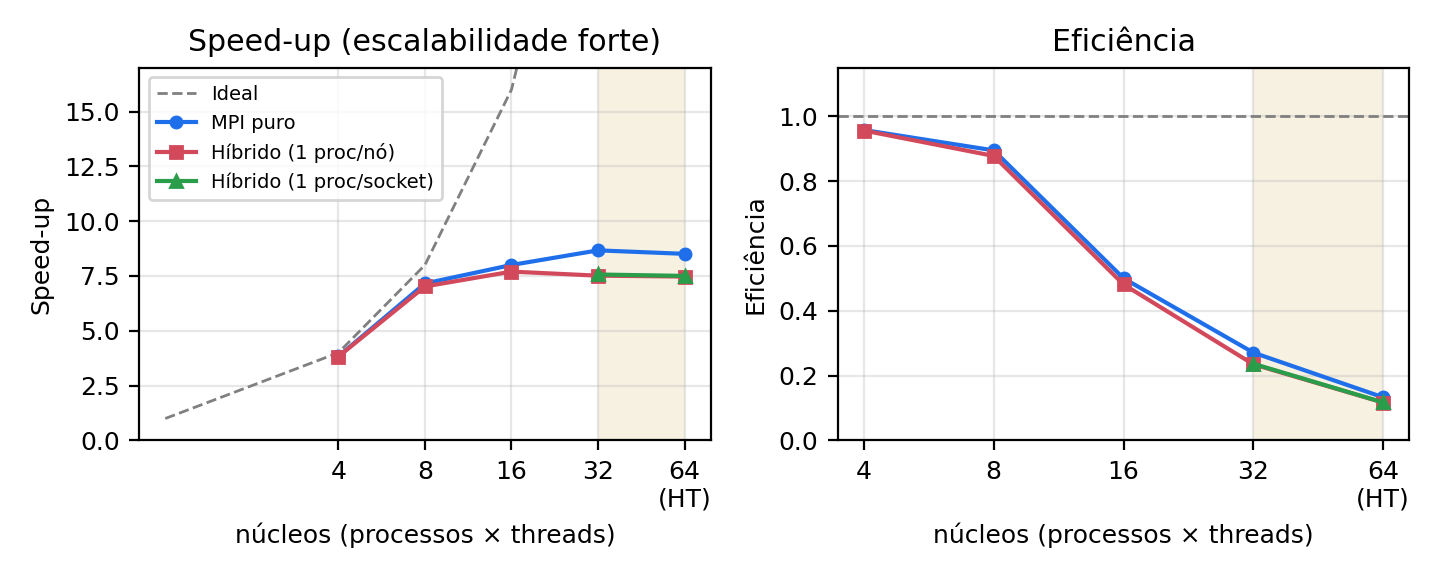 Speed-up (escalabilidade forte)
Ideal
MPI puro
Híbrido (1 proc/nó)
Híbrido (1 proc/socket)
Speed-up
15.0
12.5
10.0
7.5
5.0
2.5
0.0
4 8 16 32 64
(HT)
núcleos (processos × threads)
Eficiência
Eficiência
1.0
0.8
0.6
0.4
0.2
0.0
4 8 16 32 64
(HT)
núcleos (processos × threads)